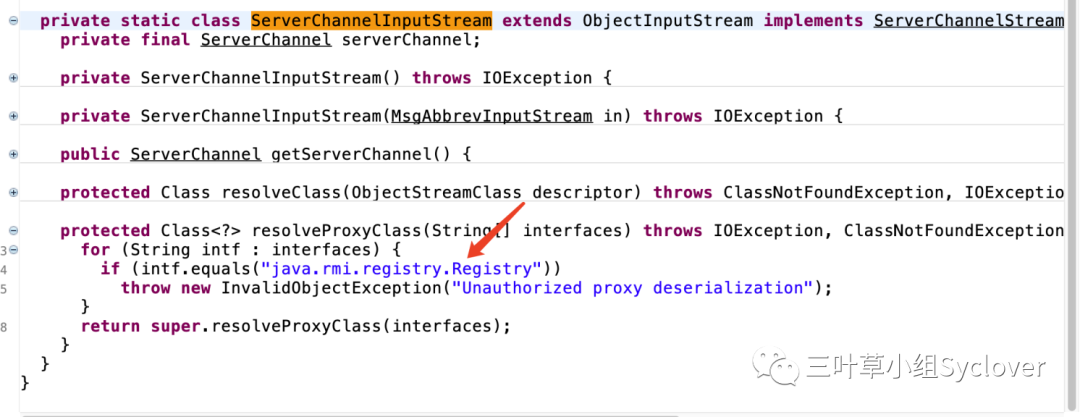 private static class ServerChannelInputStream extends ObjectInputStream implements ServerChannelStream
private final ServerChannel serverChannel;
private ServerChannelInputStream() throws IOException {
private ServerChannelInputStream(MsgAbbrevInputStream in) throws IOException {
public ServerChannel getServerChannel() {
protected Class resolveClass(ObjectStreamClass descriptor) throws ClassNotFoundException, IOExceptio
protected Class<?> resolveProxyClass(String[] interfaces) throws IOException, ClassNotFoundException
3 for (String intf : interfaces) {
4 if (intf.equals("java.rmi.registry.Registry"))
5 throw new InvalidObjectException("Unauthorized proxy deserialization");
}
8 return super.resolveProxyClass(interfaces);
}
}
}
三叶草小组Syclover